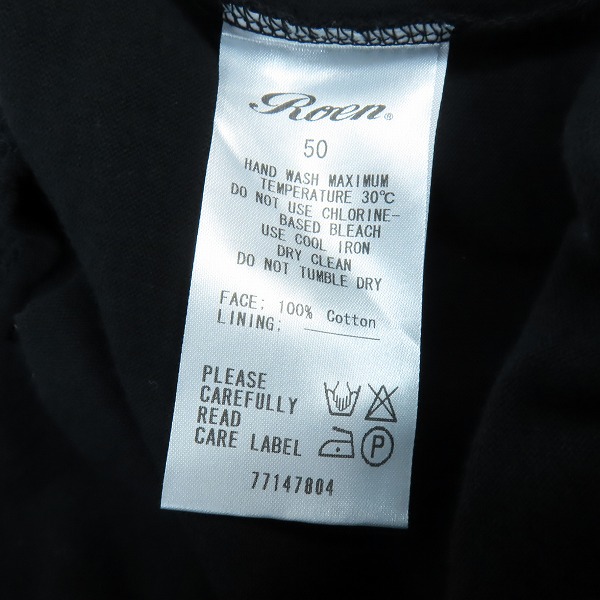 Roen®
50
HAND WASH MAXIMUM
TEMPERATURE 30℃
DO NOT USE CHLORINE-
BASED BLEACH
USE COOL IRON
DRY CLEAN
DO NOT TUMBLE DRY
FACE: 100% Cotton
LINING:
PLEASE
CAREFULLY
READ
CARE LABEL
P
77147804